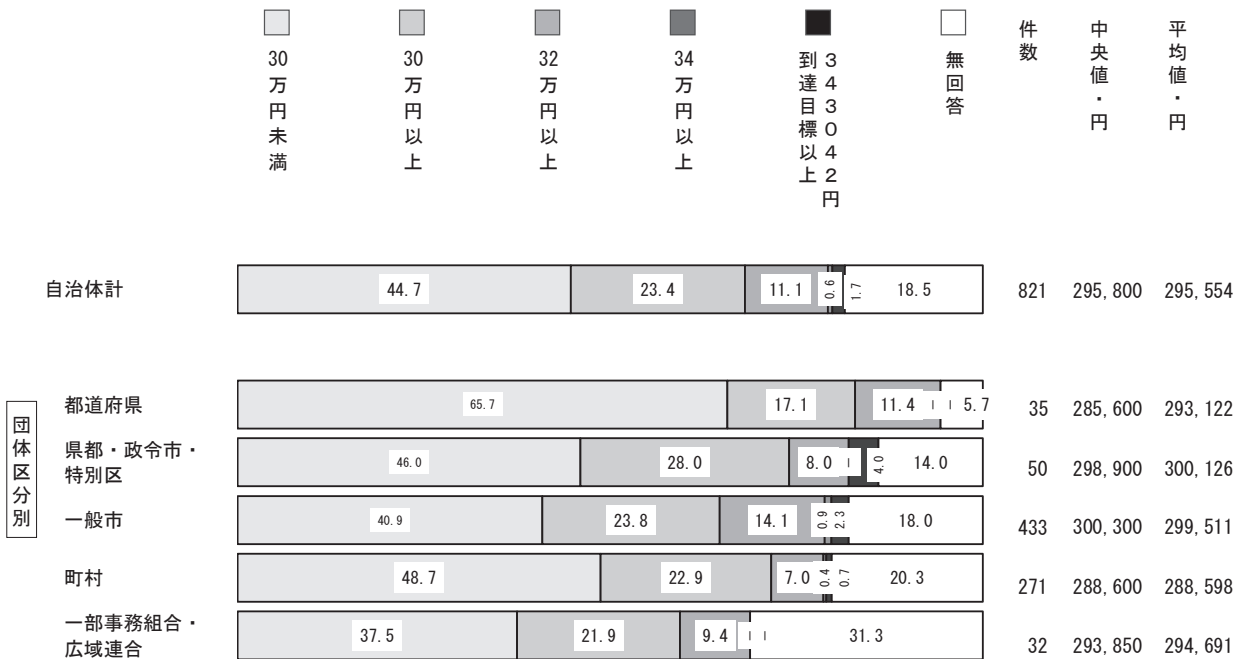 30万円未満
30万円以上
32万円以上
34万円以上
343042円
到達目標以上
無回答
件数
中央値・円
平均値・円
自治体計 44.7 23.4 11.1 0.6 1.7 18.5 821 295,800 295,554
団体区分別
都道府県 65.7 17.1 11.4 - - 5.7 35 285,600 293,122
県都・政令市・
特別区 46.0 28.0 8.0 - 4.0 14.0 50 298,900 300,126
一般市 40.9 23.8 14.1 0.9 2.3 18.0 433 300,300 299,511
町村 48.7 22.9 7.0 0.4 0.7 20.3 271 288,600 288,598
一部事務組合・
広域連合 37.5 21.9 9.4 - - 31.3 32 293,850 294,691